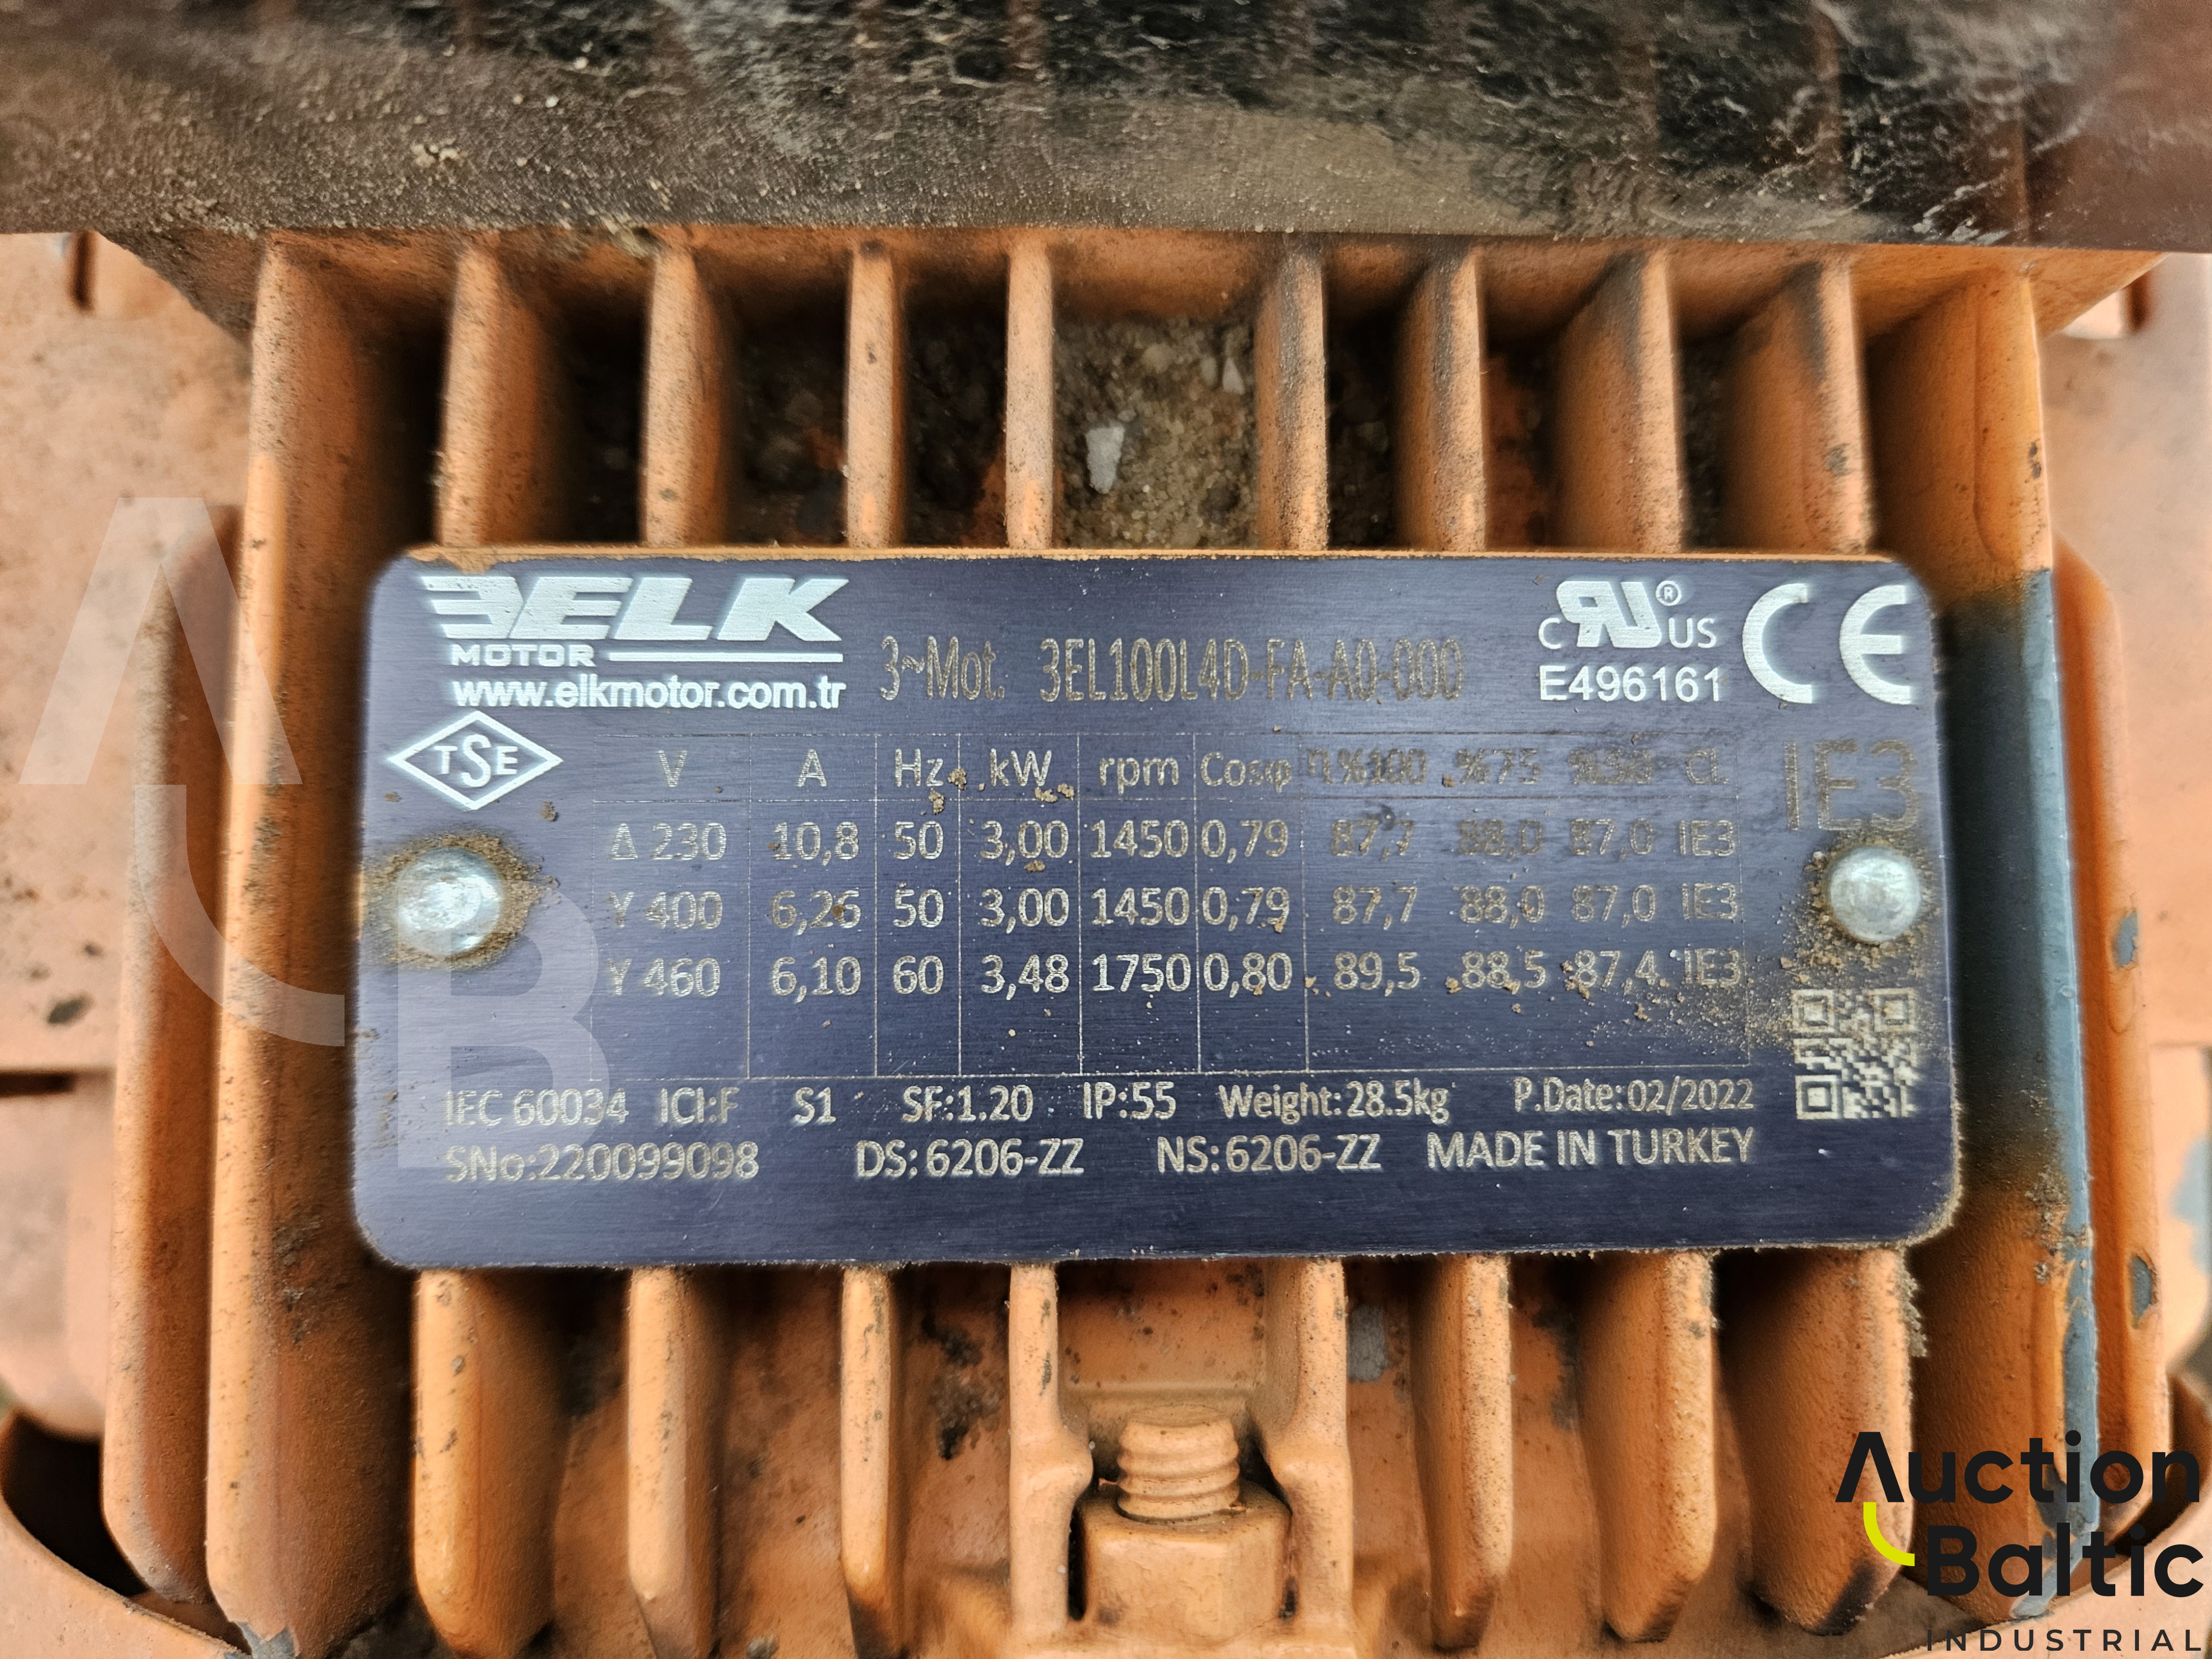 ELK
MOTOR
www.elkmotor.com.tr
3~Mot. 3EL100L4D-FA-A0-000
C RU ® US
E496161
CE
TSE
V A Hz kW rpm Cosφ η%100 %75 %50 CL
IE3
Δ 230 10,8 50 3,00 1450 0,79 87,7 88,0 87,0 IE3
Y 400 6,26 50 3,00 1450 0,79 87,7 88,0 87,0 IE3
Y 460 6,10 60 3,48 1750 0,80 89,5 88,5 87,4 IE3
IEC 60034 ICl:F S1 SF:1.20 IP:55 Weight:28.5kg P.Date:02/2022
SNo:220099098 DS:6206-ZZ NS:6206-ZZ MADE IN TURKEY
A
B
Auction
Baltic
INDUSTRIAL